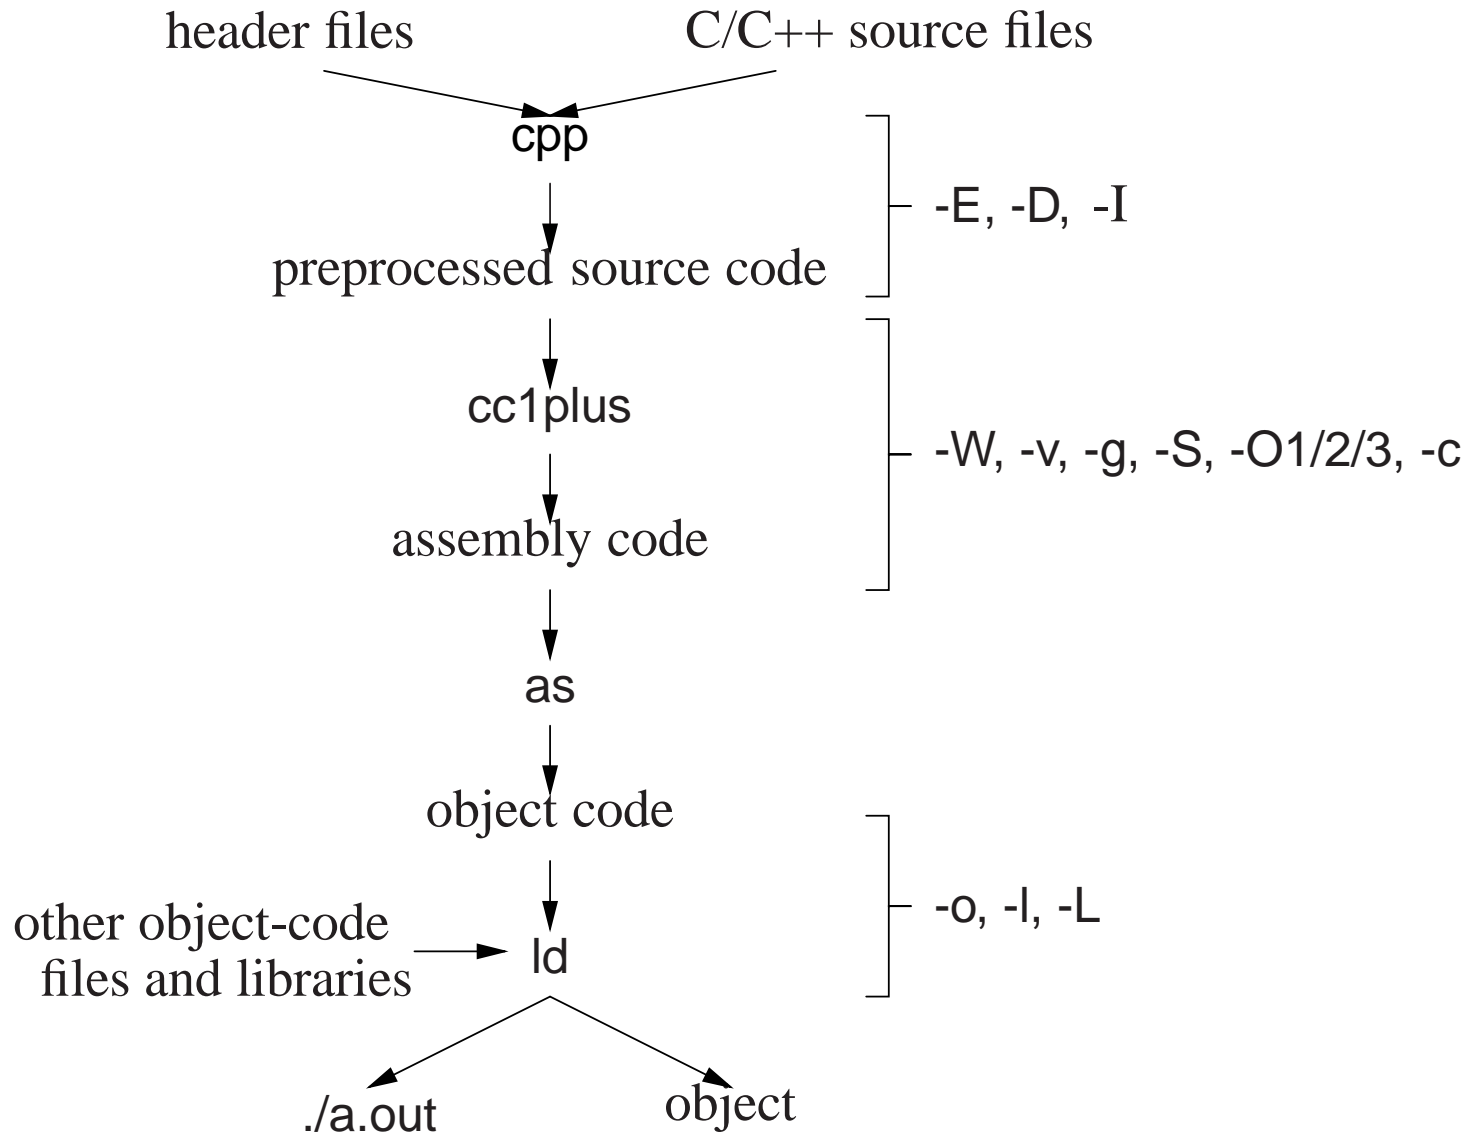 header files
C/C++ source files
cpp
-E, -D, -I
preprocessed source code
cc1plus
-W, -v, -g, -S, -O1/2/3, -c
assembly code
as
object code
-o, -l, -L
other object-code
files and libraries
ld
./a.out
object